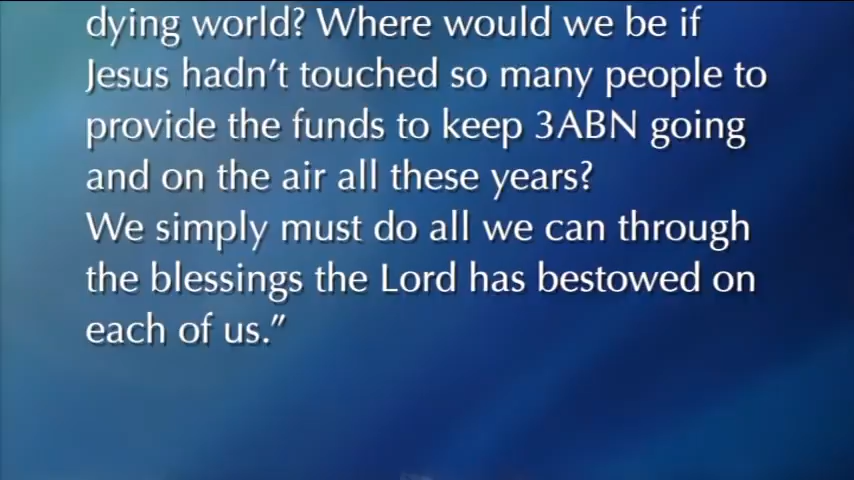 dying world? Where would we be if
Jesus hadn't touched so many people to
provide the funds to keep 3ABN going
and on the air all these years?
We simply must do all we can through
the blessings the Lord has bestowed on
each of us.”